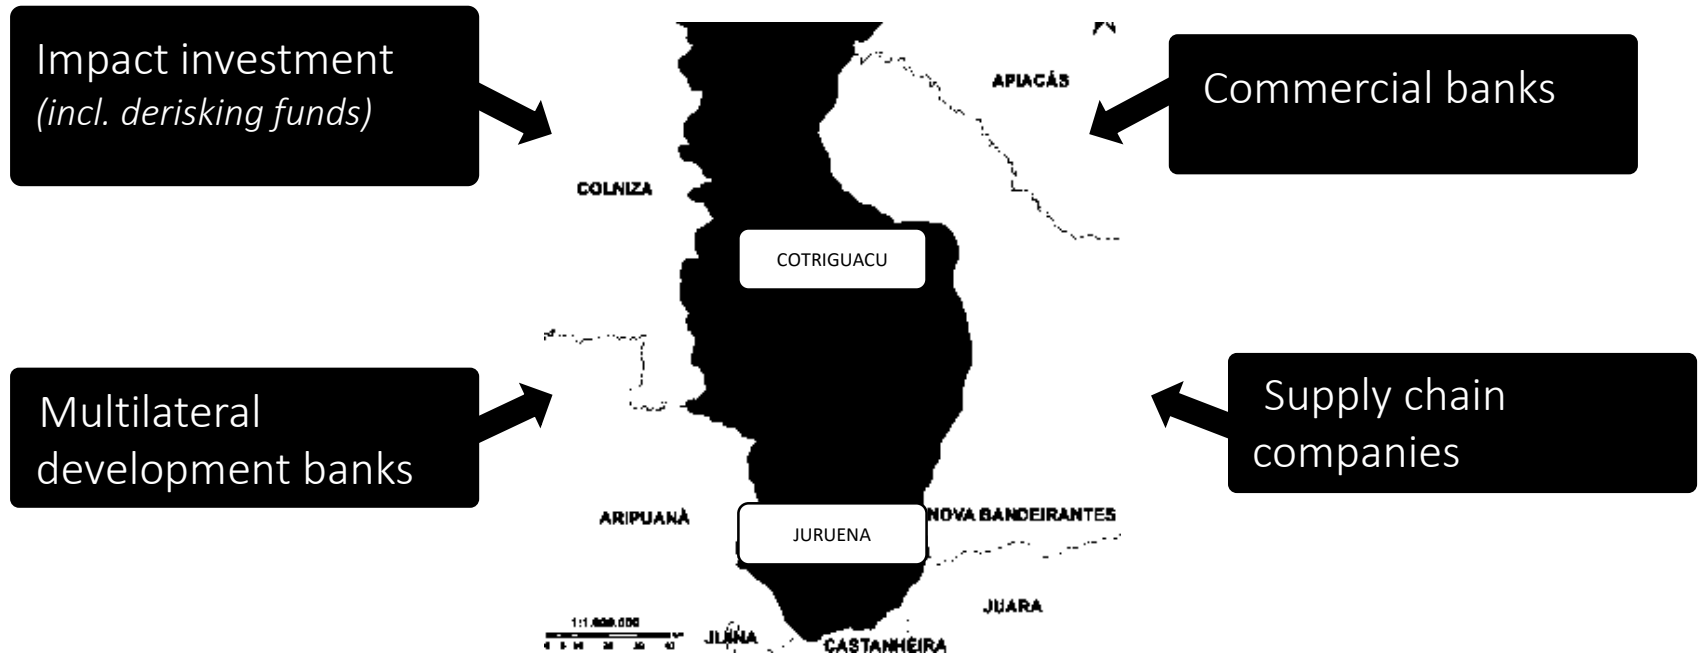 Impact investment
(incl. derisking funds)
Commercial banks
APIACÁS
COLNIZA
COTRIGUACU
Multilateral
development banks
Supply chain
companies
ARIPUANÃ
NOVA BANDEIRANTES
JURUENA
JUARA
CASTANHEIRA